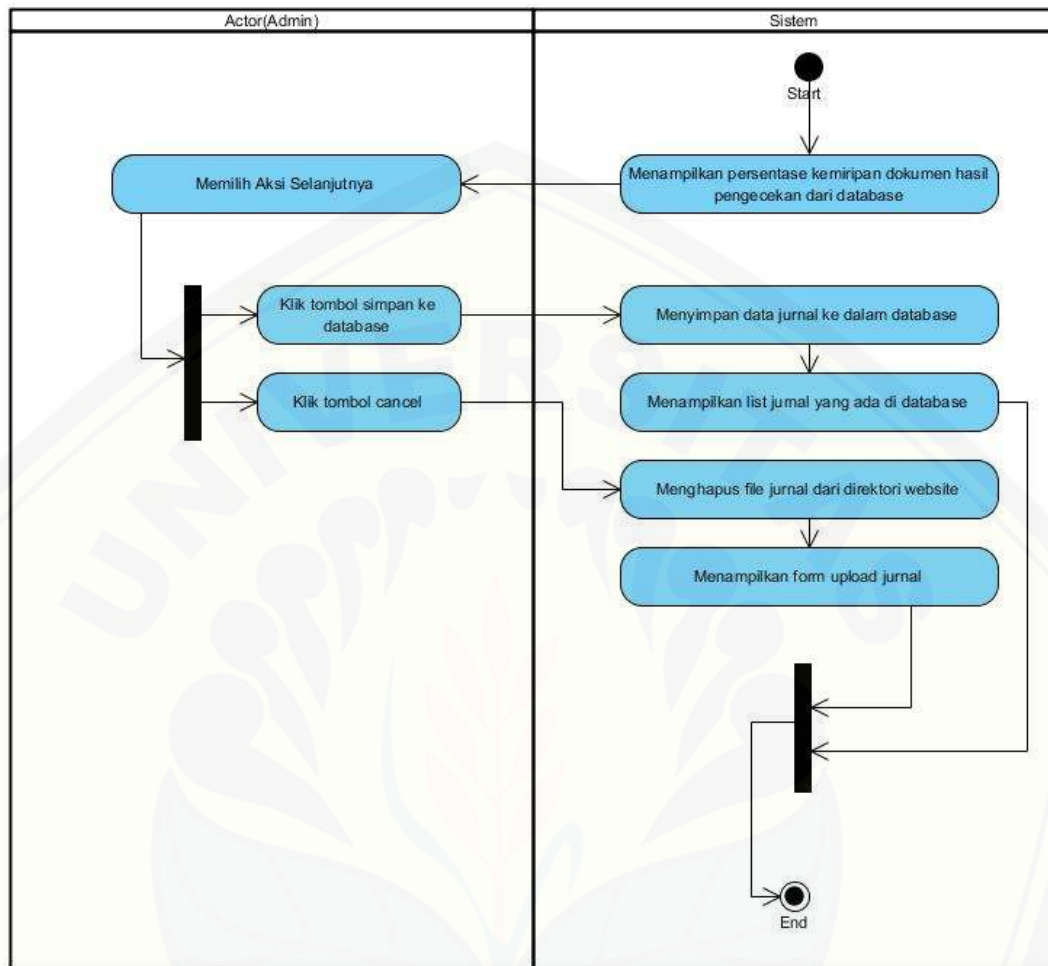 Actor(Admin)
Sistem
Start
Memilih Aksi Selanjutnya
Menampilkan persentase kemiripan dokumen hasil
pengecekan dari database
Klik tombol simpan ke
database
Menyimpan data jurnal ke dalam database
Klik tombol cancel
Menampilkan list jurnal yang ada di database
Menghapus file jurnal dari direktori website
Menampilkan form upload jurnal
End
UNIVERSITAS